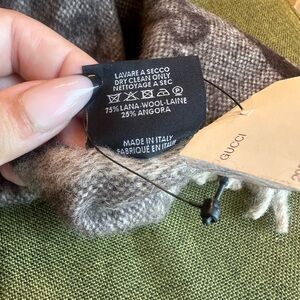 LAVARE A SECCO
DRY CLEAN ONLY
NETTOYAGE A SEC
75% LANA-WOOL-LAINE
25% ANGORA
MADE IN ITALY
FABRIQUÉ EN ITALIE
GUCCI